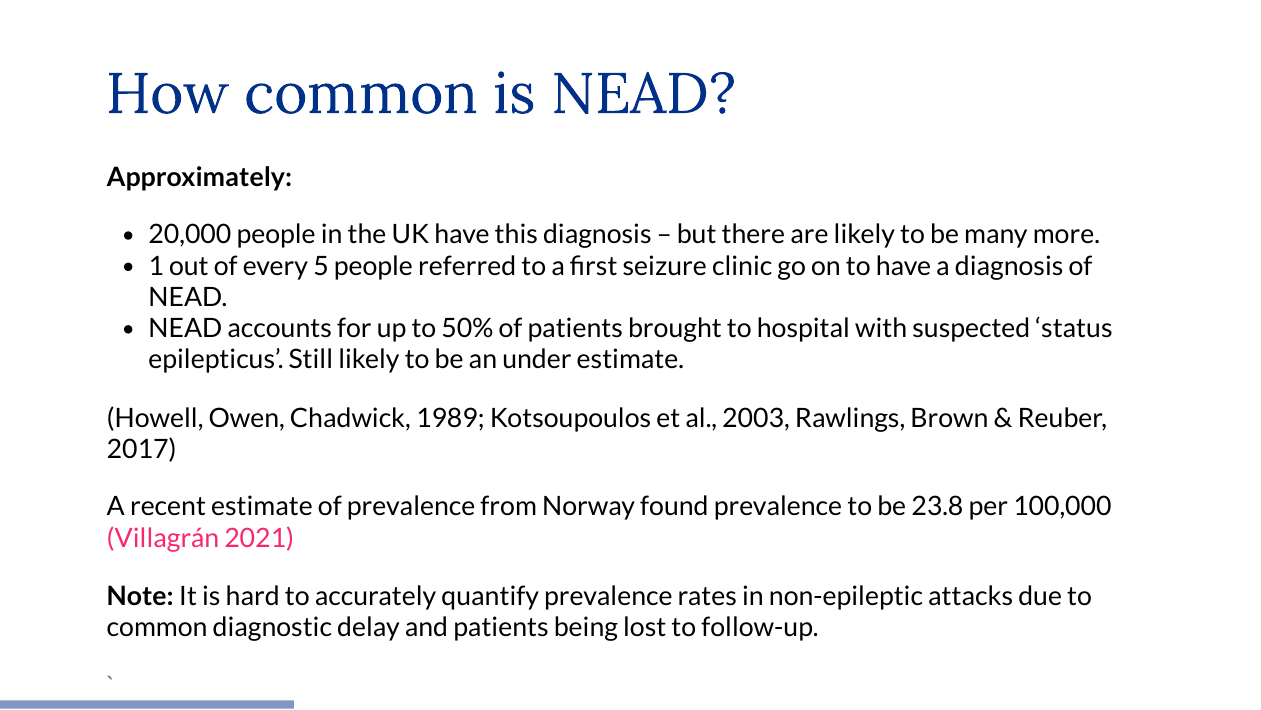 How common is NEAD?
Approximately:
• 20,000 people in the UK have this diagnosis – but there are likely to be many more.
• 1 out of every 5 people referred to a first seizure clinic go on to have a diagnosis of
NEAD.
• NEAD accounts for up to 50% of patients brought to hospital with suspected ‘status
epilepticus’. Still likely to be an under estimate.
(Howell, Owen, Chadwick, 1989; Kotsoupoulos et al., 2003, Rawlings, Brown & Reuber,
2017)
A recent estimate of prevalence from Norway found prevalence to be 23.8 per 100,000
(Villagrán 2021)
Note: It is hard to accurately quantify prevalence rates in non-epileptic attacks due to
common diagnostic delay and patients being lost to follow-up.
`